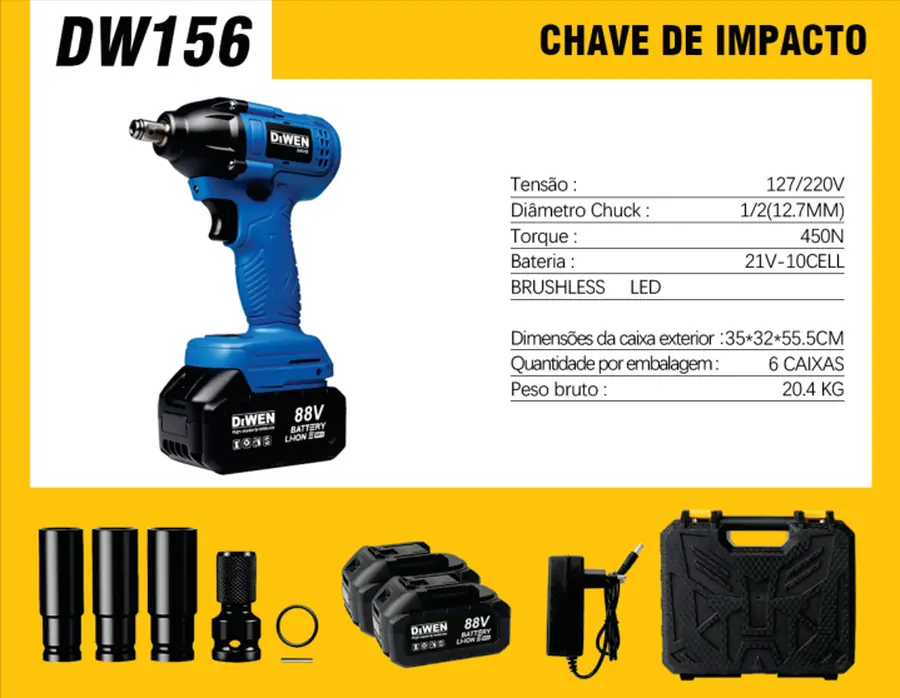 DW156
CHAVE DE IMPACTO
DiWEN
Tensão : 127/220V
Diâmetro Chuck : 1/2(12.7MM)
Torque : 450N
Bateria : 21V-10CELL
BRUSHLESS LED
Dimensões da caixa exterior :35*32*55.5CM
Quantidade por embalagem : 6 CAIXAS
Peso bruto : 20.4 KG
DiWEN
88V
BATTERY
LI-ION
DiWEN
88V
BATTERY
LI-ION